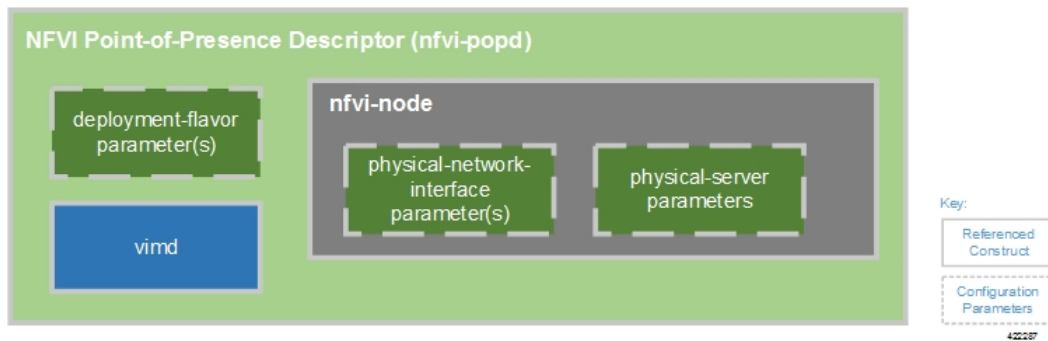 NFVI Point-of-Presence Descriptor (nfvi-popd)
deployment-flavor
parameter(s)
vimd
nfvi-node
physical-network-
interface
parameter(s)
physical-server
parameters
Key:
Referenced
Construct
Configuration
Parameters
422287